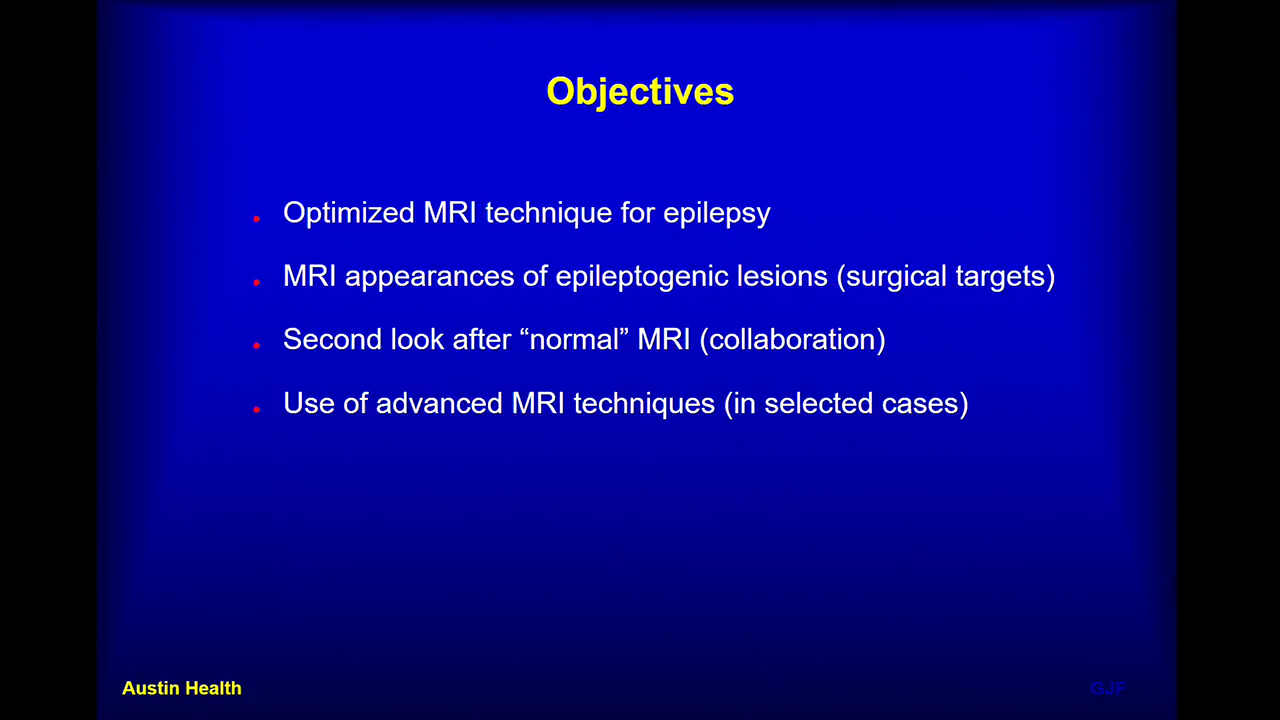 Objectives
Optimized MRI technique for epilepsy
MRI appearances of epileptogenic lesions (surgical targets)
Second look after “normal” MRI (collaboration)
Use of advanced MRI techniques (in selected cases)
Austin Health
GJF